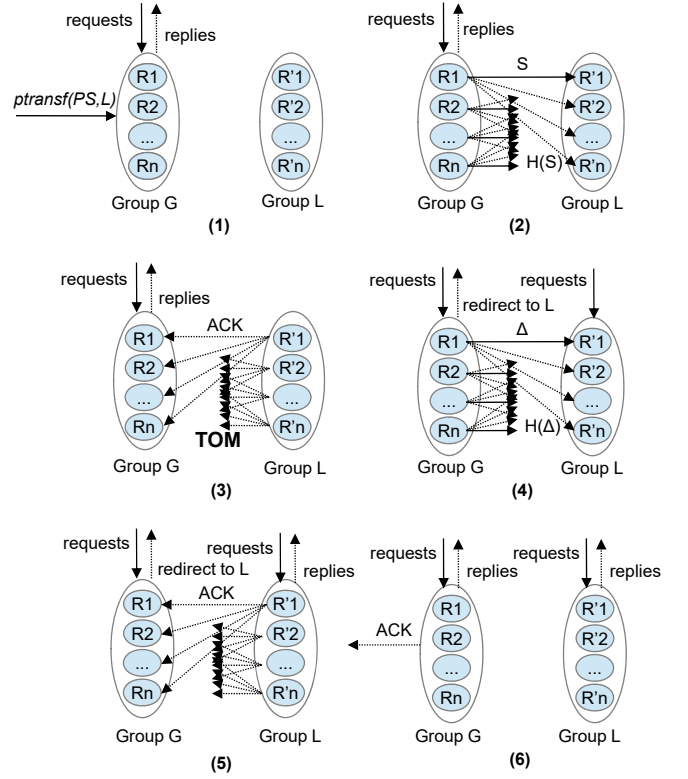 requests
replies
ptransf(PS,L)
R1
R2
...
Rn
R'1
R'2
...
R'n
Group G
Group L
(1)
requests
replies
R1
R2
...
Rn
S
H(S)
R'1
R'2
...
R'n
Group G
Group L
(2)
requests
replies
ACK
R1
R2
...
Rn
TOM
R'1
R'2
...
R'n
Group G
Group L
(3)
requests
redirect to L
requests
Δ
R1
R2
...
Rn
H(Δ)
R'1
R'2
...
R'n
Group G
Group L
(4)
requests
redirect to L
requests
replies
ACK
R1
R2
...
Rn
R'1
R'2
...
R'n
Group G
Group L
(5)
requests
replies
requests
replies
ACK
R1
R2
...
Rn
R'1
R'2
...
R'n
Group G
Group L
(6)